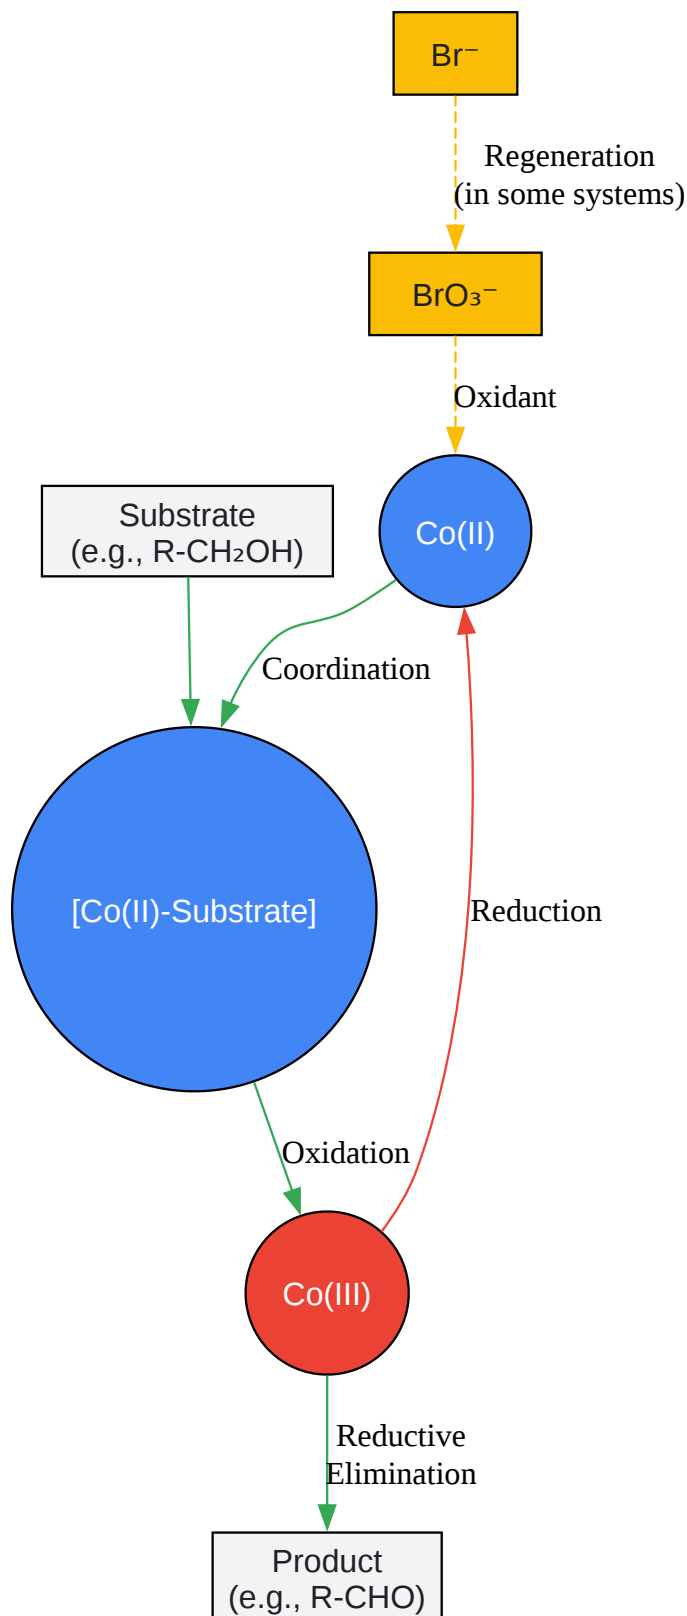 Br⁻
Regeneration
(in some systems)
BrO₃⁻
Oxidant
Substrate
(e.g., R-CH₂OH)
Co(II)
Coordination
[Co(II)-Substrate]
Reduction
Oxidation
Co(III)
Reductive
Elimination
Product
(e.g., R-CHO)